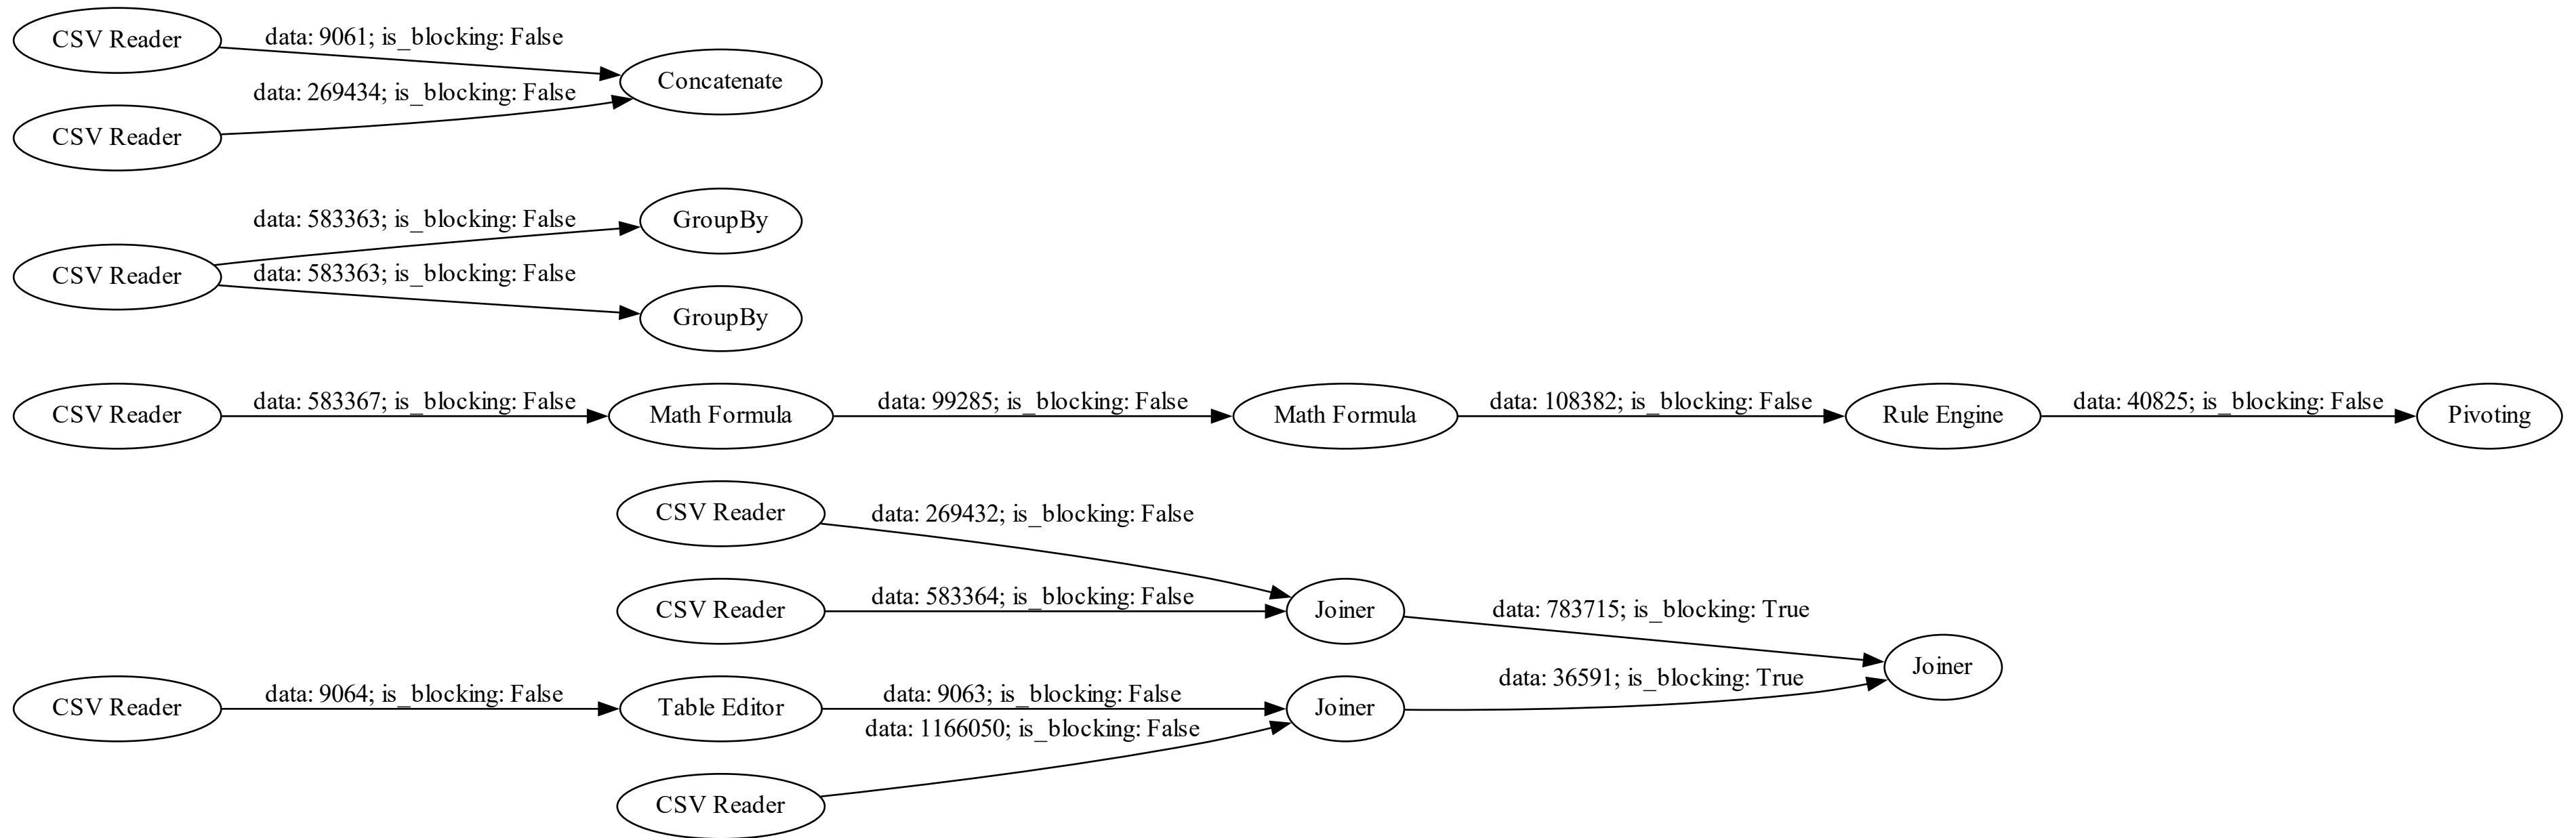 CSV Reader
data: 9061; is_blocking: False
Concatenate
data: 269434; is_blocking: False
CSV Reader
GroupBy
data: 583363; is_blocking: False
CSV Reader
data: 583363; is_blocking: False
GroupBy
CSV Reader
data: 583367; is_blocking: False
Math Formula
data: 99285; is_blocking: False
Math Formula
data: 108382; is_blocking: False
Rule Engine
data: 40825; is_blocking: False
Pivoting
CSV Reader
data: 269432; is_blocking: False
CSV Reader
data: 583364; is_blocking: False
Joiner
data: 783715; is_blocking: True
Joiner
data: 36591; is_blocking: True
CSV Reader
data: 9064; is_blocking: False
Table Editor
data: 9063; is_blocking: False
Joiner
data: 1166050; is_blocking: False
CSV Reader